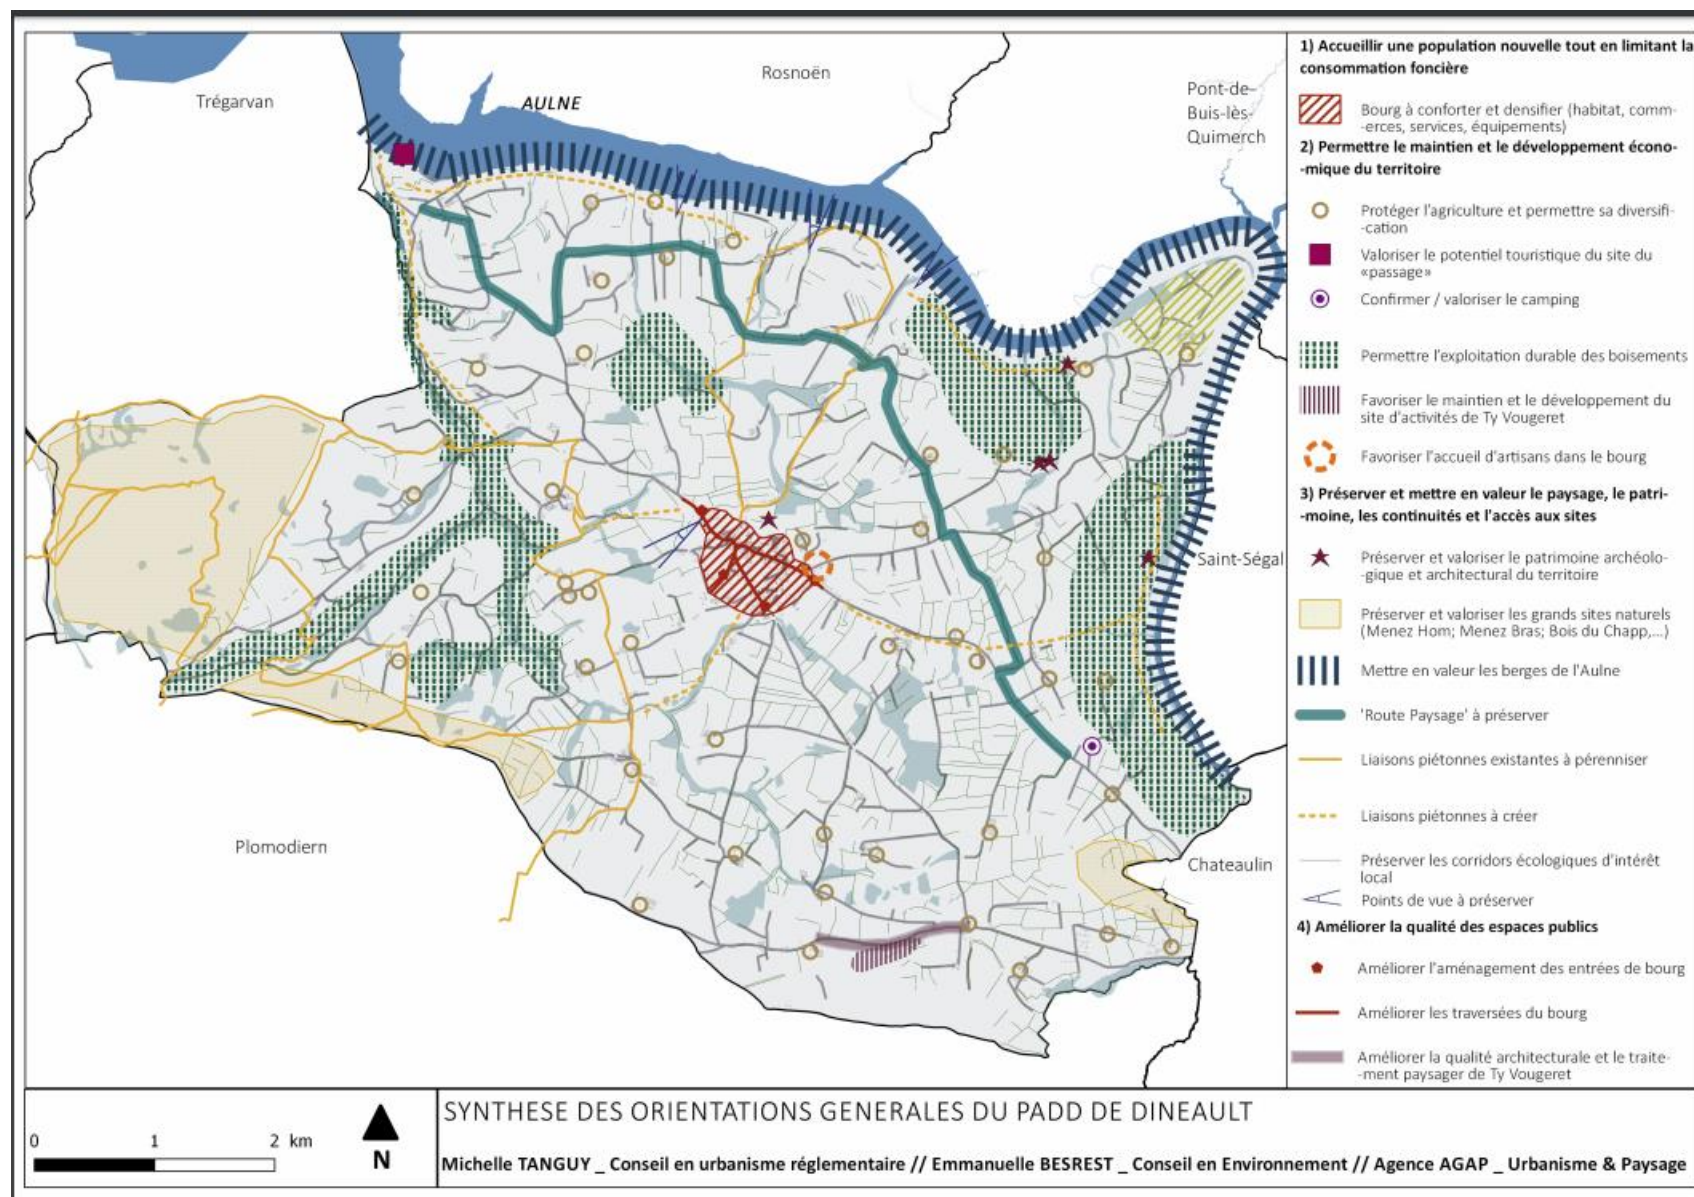 Trégarvan
AULNE
Rosnoën
Pont-de-
Buis-lès-
Quimerch
Saint-Ségal
Plomodiern
Chateaulin
1) Accueillir une population nouvelle tout en limitant la
consommation foncière
Bourg à conforter et densifier (habitat, comm-
-erces, services, équipements)
2) Permettre le maintien et le développement écono-
-mique du territoire
Protéger l'agriculture et permettre sa diversifi-
-cation
Valoriser le potentiel touristique du site du
«passage»
Confirmer / valoriser le camping
Permettre l'exploitation durable des boisements
Favoriser le maintien et le développement du
site d'activités de Ty Vougeret
Favoriser l'accueil d'artisans dans le bourg
3) Préserver et mettre en valeur le paysage, le patri-
-moine, les continuités et l'accès aux sites
Préserver et valoriser le patrimoine archéolo-
-gique et architectural du territoire
Préserver et valoriser les grands sites naturels
(Menez Hom; Menez Bras; Bois du Chapp,...)
Mettre en valeur les berges de l'Aulne
'Route Paysage' à préserver
Liaisons piétonnes existantes à pérenniser
Liaisons piétonnes à créer
Préserver les corridors écologiques d'intérêt
local
Points de vue à préserver
4) Améliorer la qualité des espaces publics
Améliorer l'aménagement des entrées de bourg
Améliorer les traversées du bourg
Améliorer la qualité architecturale et le traite-
-ment paysager de Ty Vougeret
0 1 2 km
N
SYNTHESE DES ORIENTATIONS GENERALES DU PADD DE DINEAULT
Michelle TANGUY _ Conseil en urbanisme réglementaire // Emmanuelle BESREST _ Conseil en Environnement // Agence AGAP _ Urbanisme & Paysage